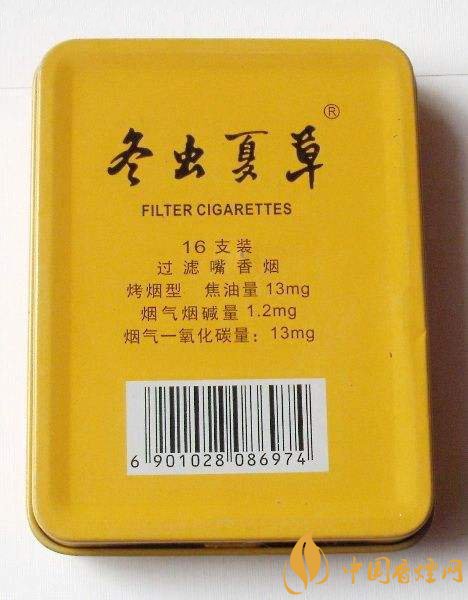 ®
冬虫夏草
FILTER CIGARETTES
16支装
过滤嘴香烟
烤烟型 焦油量 13mg
烟气烟碱量 1.2mg
烟气一氧化碳量：13mg
6 901028 086974
中国香烟网